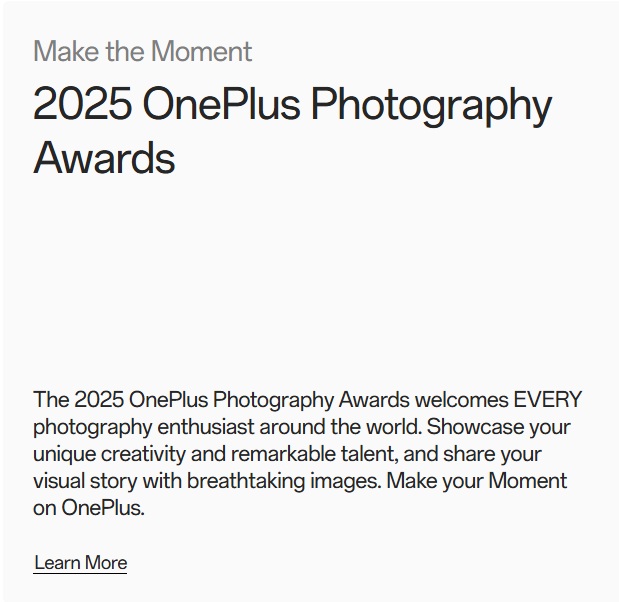 Make the Moment
2025 OnePlus Photography
Awards
The 2025 OnePlus Photography Awards welcomes EVERY
photography enthusiast around the world. Showcase your
unique creativity and remarkable talent, and share your
visual story with breathtaking images. Make your Moment
on OnePlus.
Learn More